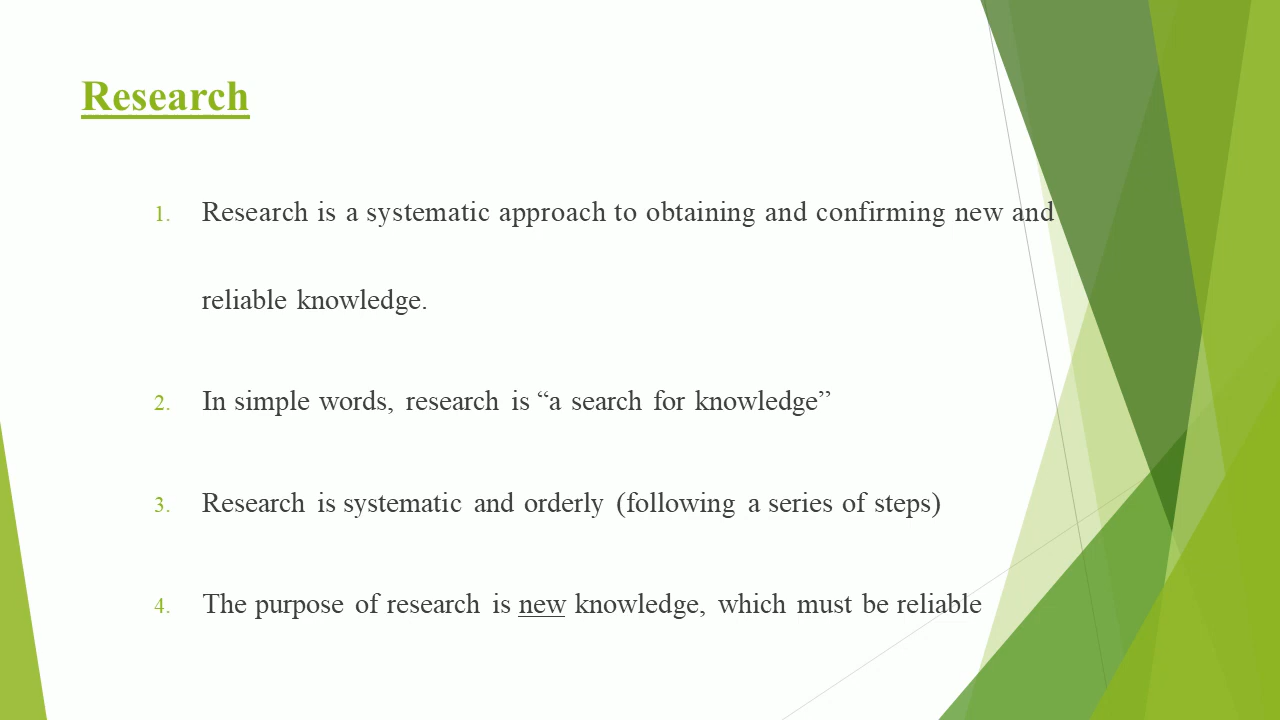 Research
1. Research is a systematic approach to obtaining and confirming new and
reliable knowledge.
2. In simple words, research is “a search for knowledge”
3. Research is systematic and orderly (following a series of steps)
4. The purpose of research is new knowledge, which must be reliable